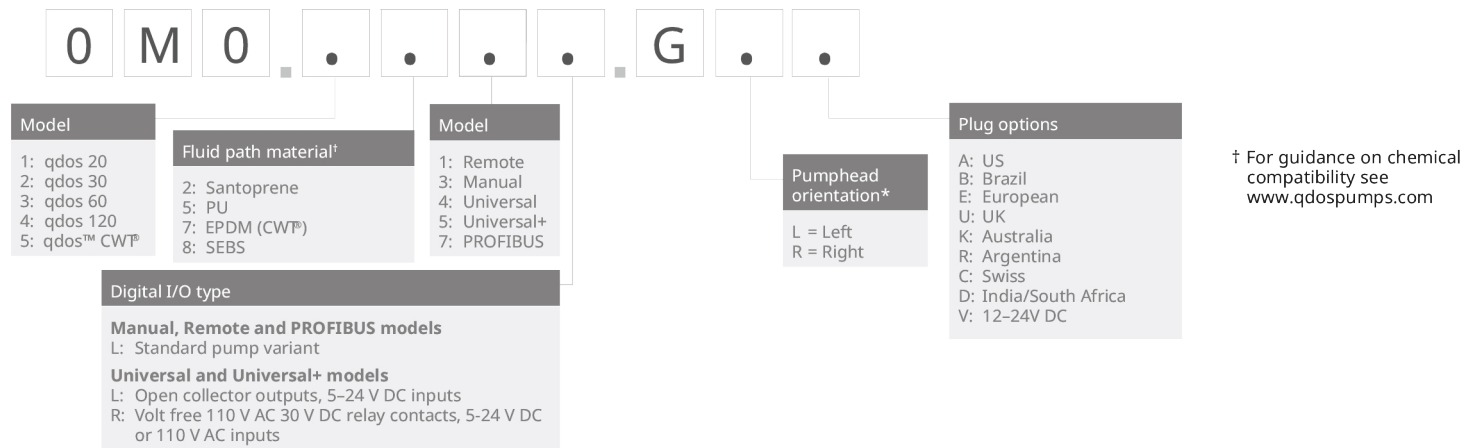 0 M 0 . . . . . . G . .
Model
1: qdos 20
2: qdos 30
3: qdos 60
4: qdos 120
5: qdos™ CWT®
Fluid path material†
2: Santoprene
5: PU
7: EPDM (CWT®)
8: SEBS
Model
1: Remote
3: Manual
4: Universal
5: Universal+
7: PROFIBUS
Digital I/O type
Manual, Remote and PROFIBUS models
L: Standard pump variant
Universal and Universal+ models
L: Open collector outputs, 5–24 V DC inputs
R: Volt free 110 V AC 30 V DC relay contacts, 5-24 V DC
or 110 V AC inputs
Pumphead
orientation*
L = Left
R = Right
Plug options
A: US
B: Brazil
E: European
U: UK
K: Australia
R: Argentina
C: Swiss
D: India/South Africa
V: 12–24V DC
† For guidance on chemical
compatibility see
www.qdospumps.com